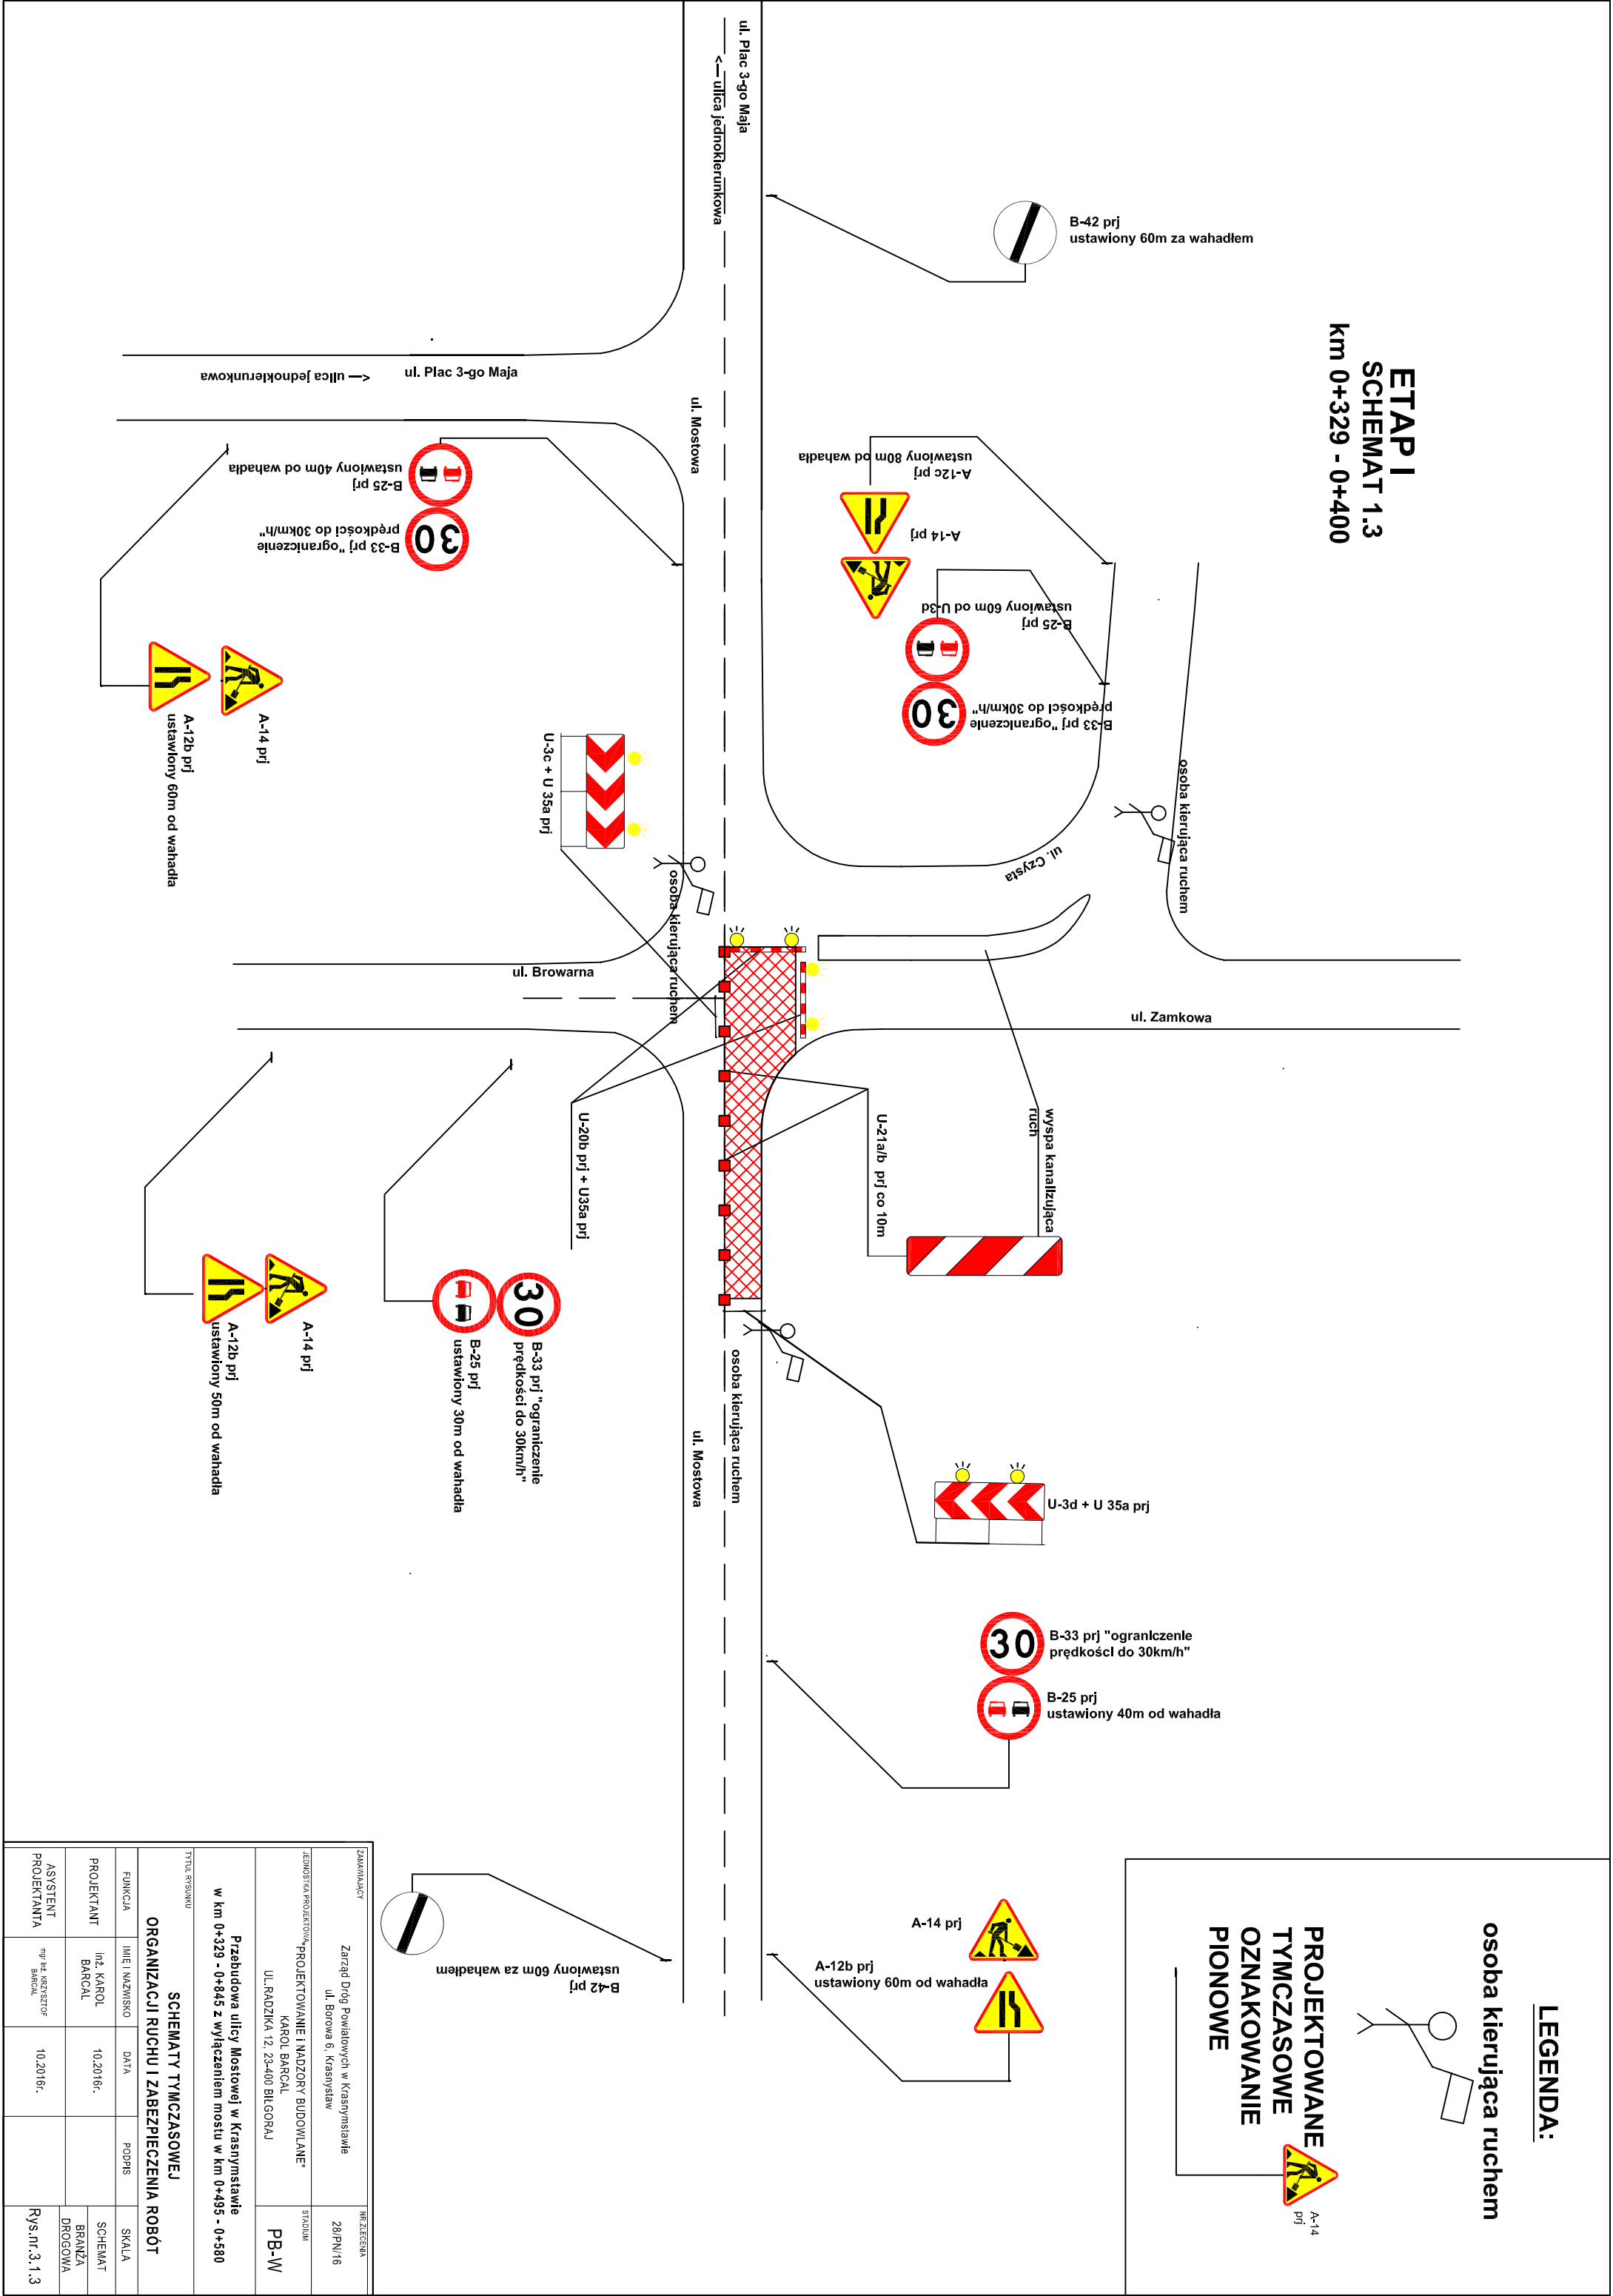 ETAP I
SCHEMAT 1.3
km 0+329 - 0+400
ul. Plac 3-go Maja
<— ulica jednokierunkowa
B-42 prj
ustawiony 60m za wahadłem
<— ulica jednokierunkowa
ul. Plac 3-go Maja
ul. Mostowa
B-25 prj
ustawiony 40m od wahadła
B-33 prj "ograniczenie
prędkości do 30km/h"
30
A-12c prj
ustawiony 80m od wahadła
A-14 prj
B-25 prj
ustawiony 60m od U-3d
B-33 prj "ograniczenie
prędkości do 30km/h"
30
A-14 prj
A-12b prj
ustawiony 60m od wahadła
U-3c + U 35a prj
osoba kierująca ruchem
osoba kierująca ruchem
ul. Czysta
ul. Browarna
ul. Zamkowa
U-20b prj + U35a prj
U-21a/b prj co 10m
wyspa kanalizująca
ruch
A-14 prj
A-12b prj
ustawiony 50m od wahadła
30
B-33 prj "ograniczenie
prędkości do 30km/h"
B-25 prj
ustawiony 30m od wahadła
osoba kierująca ruchem
ul. Mostowa
U-3d + U 35a prj
30
B-33 prj "ograniczenie
prędkości do 30km/h"
B-25 prj
ustawiony 40m od wahadła
A-14 prj
A-12b prj
ustawiony 60m od wahadła
B-42 prj
ustawiony 60m za wahadłem
LEGENDA:
osoba kierująca ruchem
PROJEKTOWANE
TYMCZASOWE
OZNAKOWANIE
PIONOWE
A-14
prj
ZAMAWIAJĄCY
Zarząd Dróg Powiatowych w Krasnymstawie
ul. Borowa 6, Krasnystaw
NR ZLECENIA
28/PN/16
JEDNOSTKA PROJEKTOWA
"PROJEKTOWANIE I NADZORY BUDOWLANE"
KAROL BARCAL
UL.RADZIKA 12, 23-400 BIŁGORAJ
STADIUM
PB-W
Przebudowa ulicy Mostowej w Krasnymstawie
w km 0+329 - 0+845 z wyłączeniem mostu w km 0+495 - 0+580
TYTUŁ RYSUNKU
SCHEMATY TYMCZASOWEJ
ORGANIZACJI RUCHU I ZABEZPIECZENIA ROBÓT
FUNKCJA
IMIĘ I NAZWISKO
DATA
PODPIS
SKALA
PROJEKTANT
inż. KAROL
BARCAL
10.2016r.
SCHEMAT
BRANŻA
DROGOWA
ASYSTENT
PROJEKTANTA
mgr inż. KRZYSZTOF
BARCAL
10.2016r.
Rys.nr.3.1.3